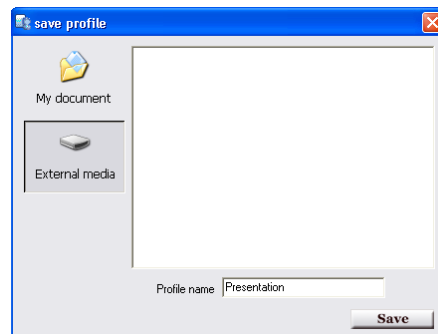 save profile
My document
External media
Profile name Presentation
Save